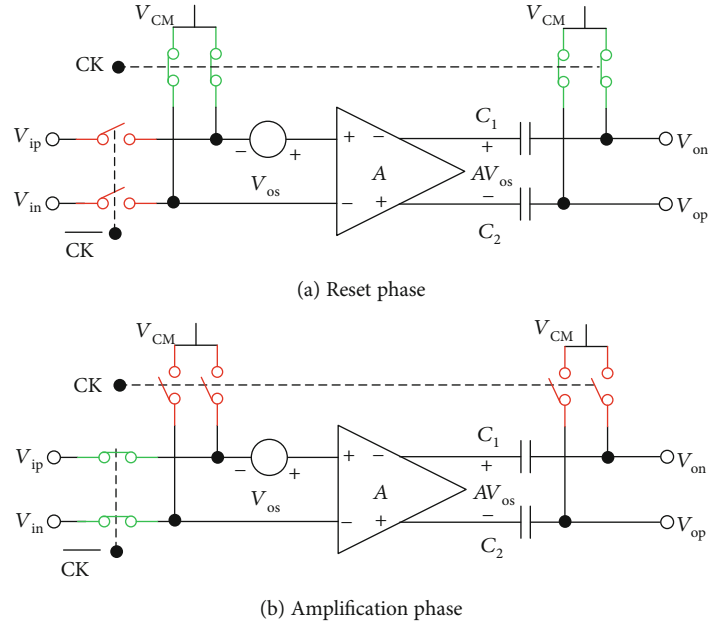 V_CM V_CM
CK
V_ip + − C_1 V_on
− + +
V_os A AV_os
V_in − + − V_op
C_2
CK
(a) Reset phase
V_CM V_CM
CK
V_ip + − C_1 V_on
− + +
V_os A AV_os
V_in − + − V_op
C_2
CK
(b) Amplification phase